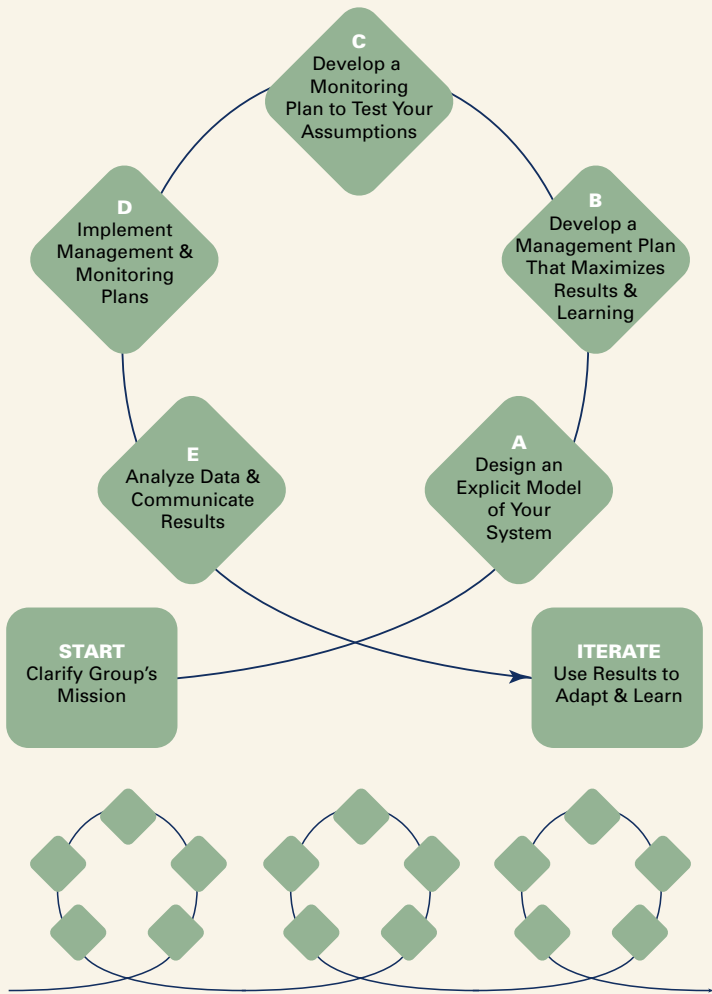 C
Develop a
Monitoring
Plan to Test Your
Assumptions
D
Implement
Management &
Monitoring
Plans
B
Develop a
Management Plan
That Maximizes
Results &
Learning
E
Analyze Data &
Communicate
Results
A
Design an
Explicit Model
of Your
System
START
Clarify Group’s
Mission
ITERATE
Use Results to
Adapt & Learn